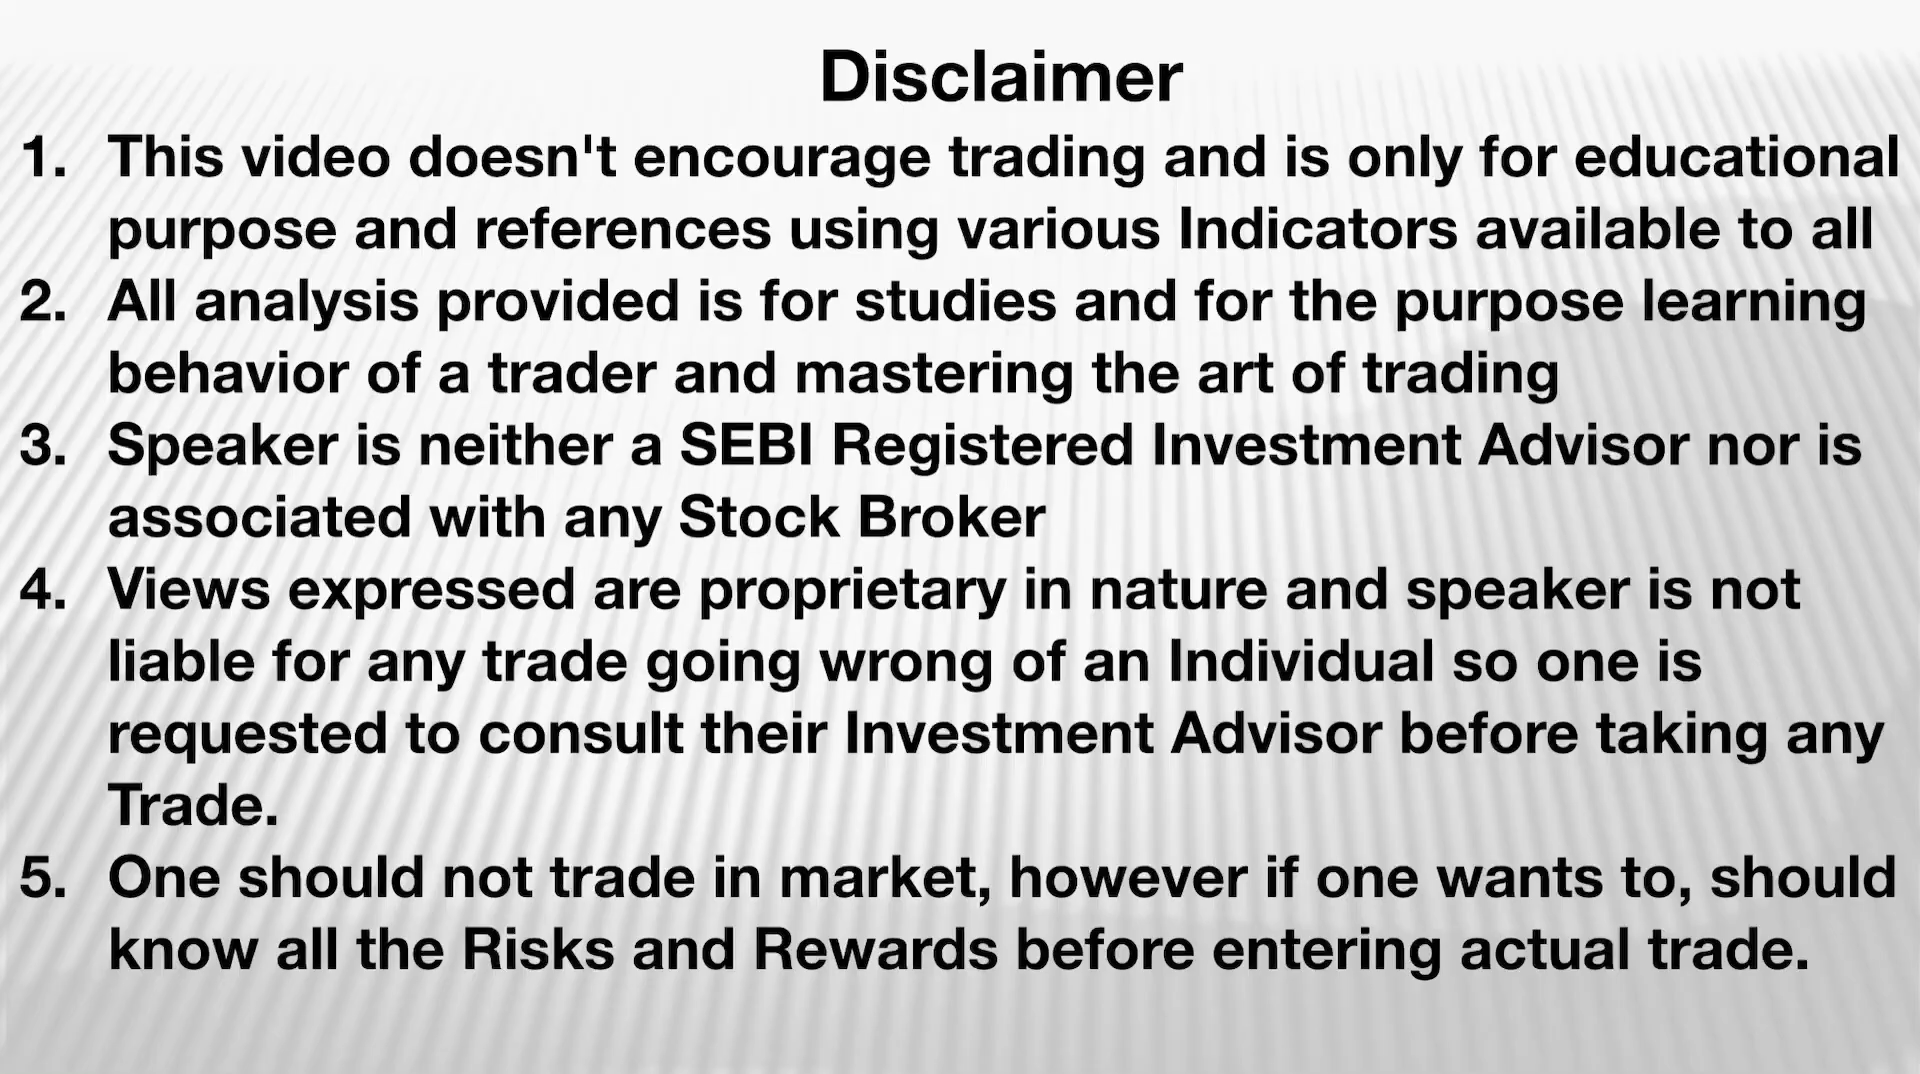 Disclaimer
1. This video doesn't encourage trading and is only for educational
purpose and references using various Indicators available to all
2. All analysis provided is for studies and for the purpose learning
behavior of a trader and mastering the art of trading
3. Speaker is neither a SEBI Registered Investment Advisor nor is
associated with any Stock Broker
4. Views expressed are proprietary in nature and speaker is not
liable for any trade going wrong of an Individual so one is
requested to consult their Investment Advisor before taking any
Trade.
5. One should not trade in market, however if one wants to, should
know all the Risks and Rewards before entering actual trade.